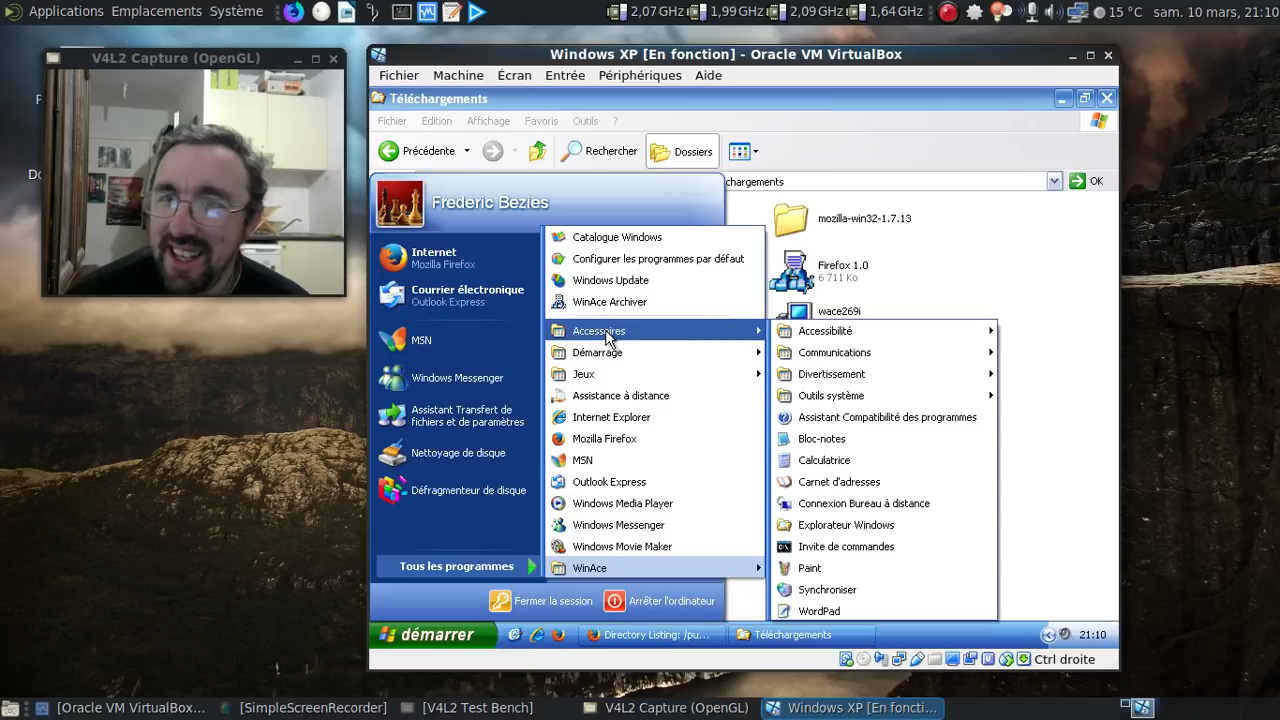 Applications Emplacements Système
2,07 GHz 1,99 GHz 2,09 GHz 1,64 GHz
15 °C sam. 10 mars, 21:10
V4L2 Capture (OpenGL)
Windows XP [En fonction] - Oracle VM VirtualBox
Fichier Machine Écran Entrée Périphériques Aide
Téléchargements
Fichier Edition Affichage Favoris Outils ?
Précédente Rechercher Dossiers
chargements OK
Frederic Bezies
Internet
Mozilla Firefox
Courrier électronique
Outlook Express
MSN
Windows Messenger
Assistant Transfert de
fichiers et de paramètres
Nettoyage de disque
Défragmenteur de disque
Tous les programmes
Catalogue Windows
Configurer les programmes par défaut
Windows Update
WinAce Archiver
Accessoires
Démarrage
Jeux
Assistance à distance
Internet Explorer
Mozilla Firefox
MSN
Outlook Express
Windows Media Player
Windows Messenger
Windows Movie Maker
WinAce
mozilla-win32-1.7.13
Firefox 1.0
6 711 Ko
wace269i
Accessibilité
Communications
Divertissement
Outils système
Assistant Compatibilité des programmes
Bloc-notes
Calculatrice
Carnet d'adresses
Connexion Bureau à distance
Explorateur Windows
Invite de commandes
Paint
Synchroniser
WordPad
Fermer la session Arrêter l'ordinateur
démarrer
Directory Listing: /pu...
Téléchargements
21:10
Ctrl droite
[Oracle VM VirtualBox... [SimpleScreenRecorder] [V4L2 Test Bench] V4L2 Capture (OpenGL) Windows XP [En foncti...